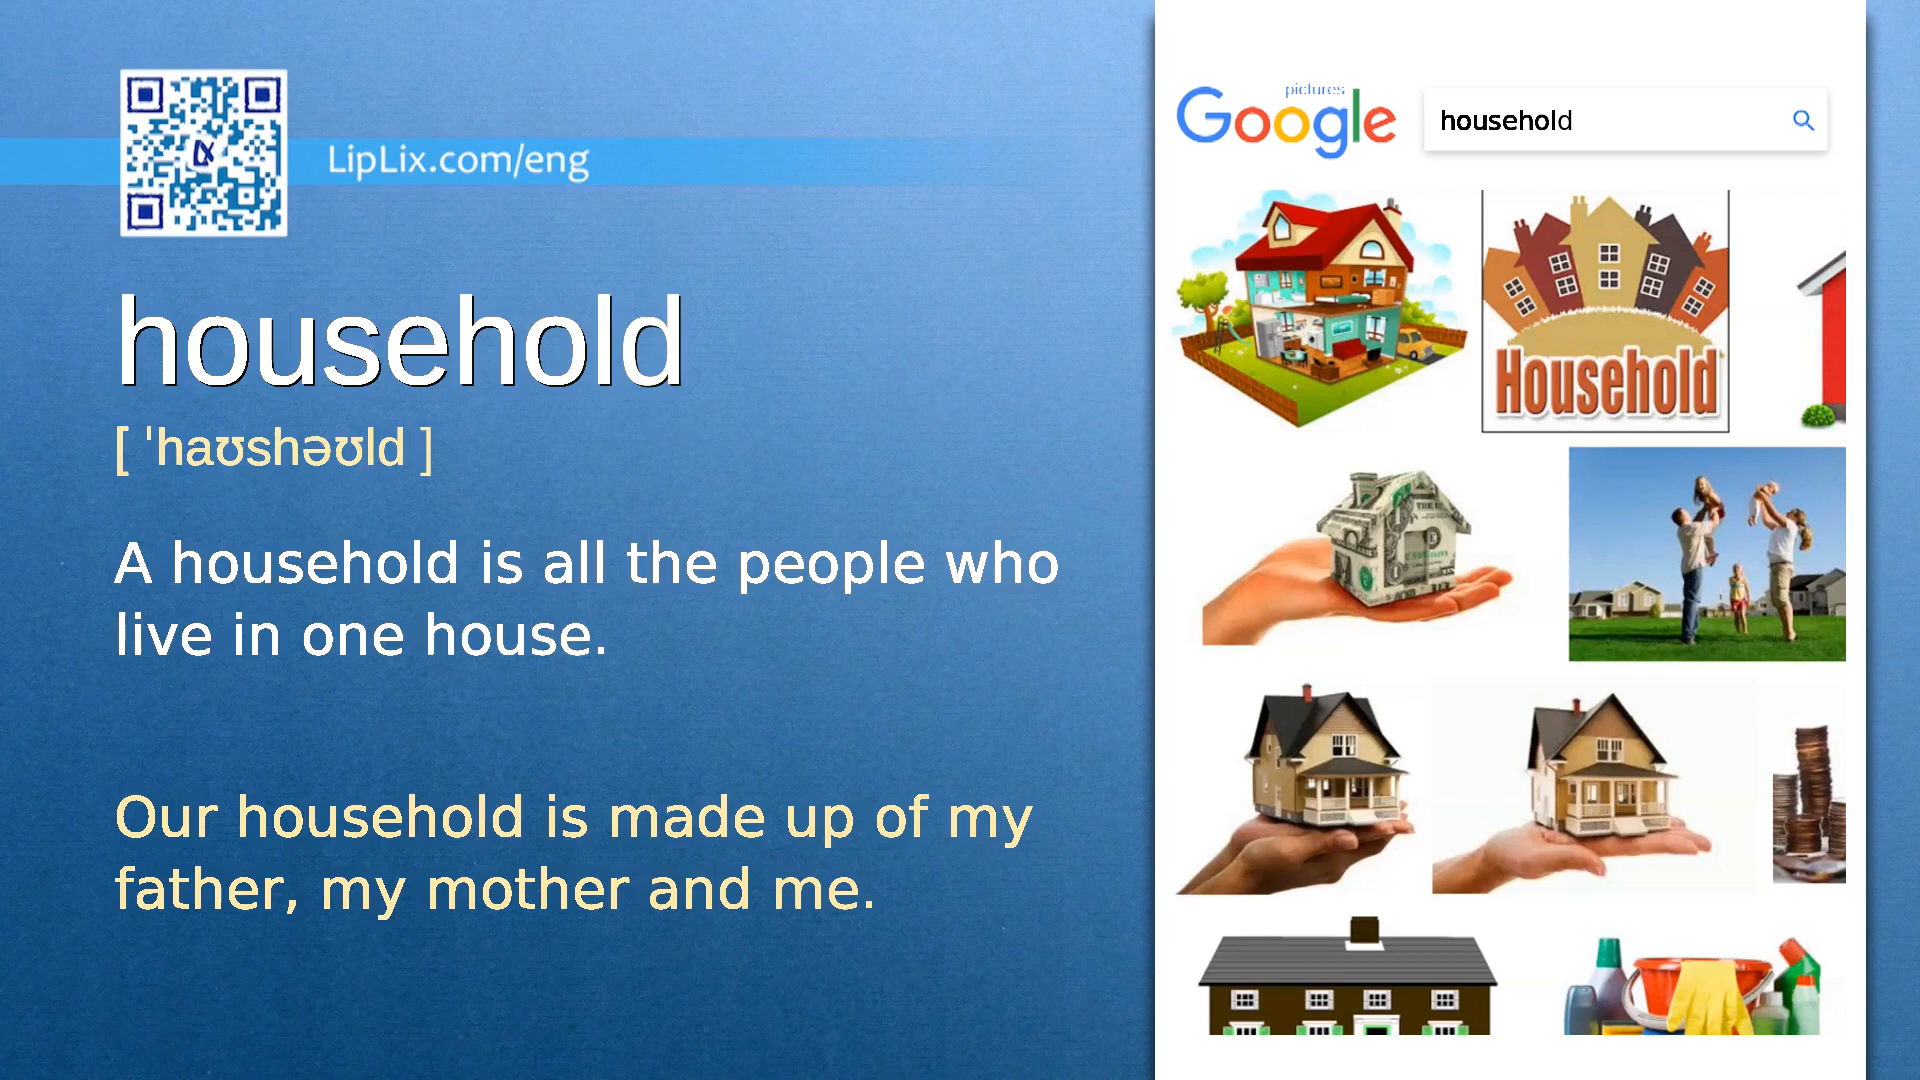 LipLix.com/eng
household
[ ˈhaʊshəʊld ]
A household is all the people who
live in one house.
Our household is made up of my
father, my mother and me.
pictures
Google
household
Household